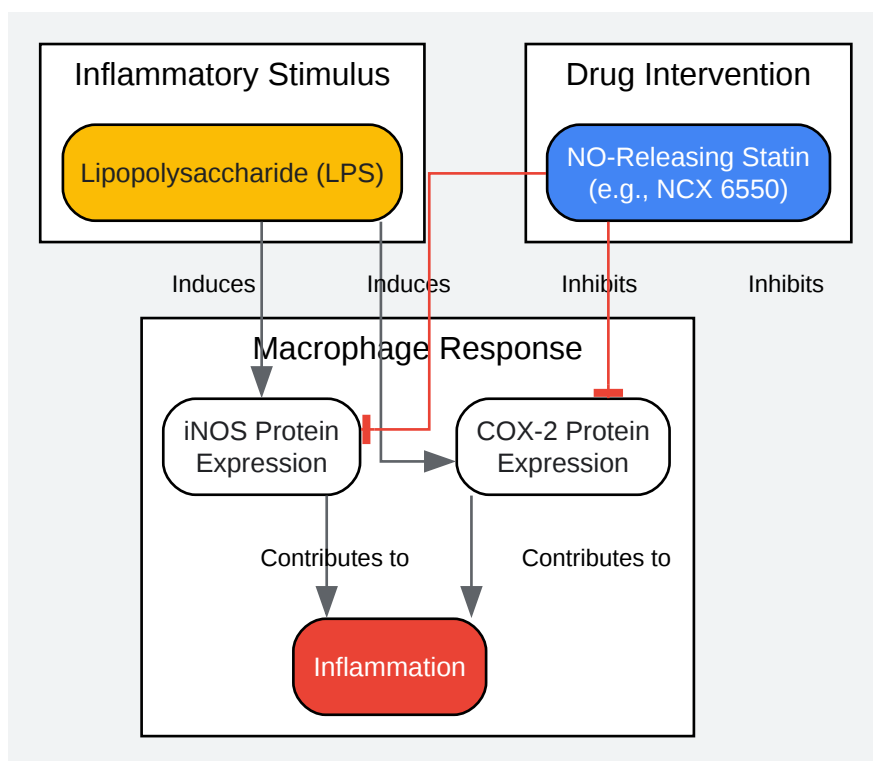 Inflammatory Stimulus
Drug Intervention
Lipopolysaccharide (LPS)
NO-Releasing Statin
(e.g., NCX 6550)
Induces
Induces
Inhibits
Inhibits
Macrophage Response
iNOS Protein
Expression
COX-2 Protein
Expression
Contributes to
Contributes to
Inflammation